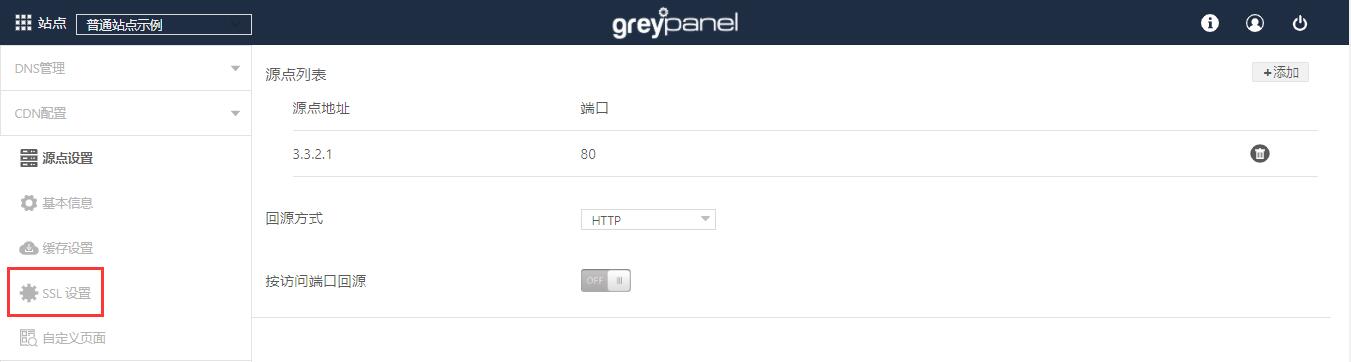 站点 普通站点示例 greypanel
DNS管理
CDN配置
源点设置
基本信息
缓存设置
SSL 设置
自定义页面
源点列表 +添加
源点地址 端口
3.3.2.1 80
回源方式 HTTP
按访问端口回源 OFF